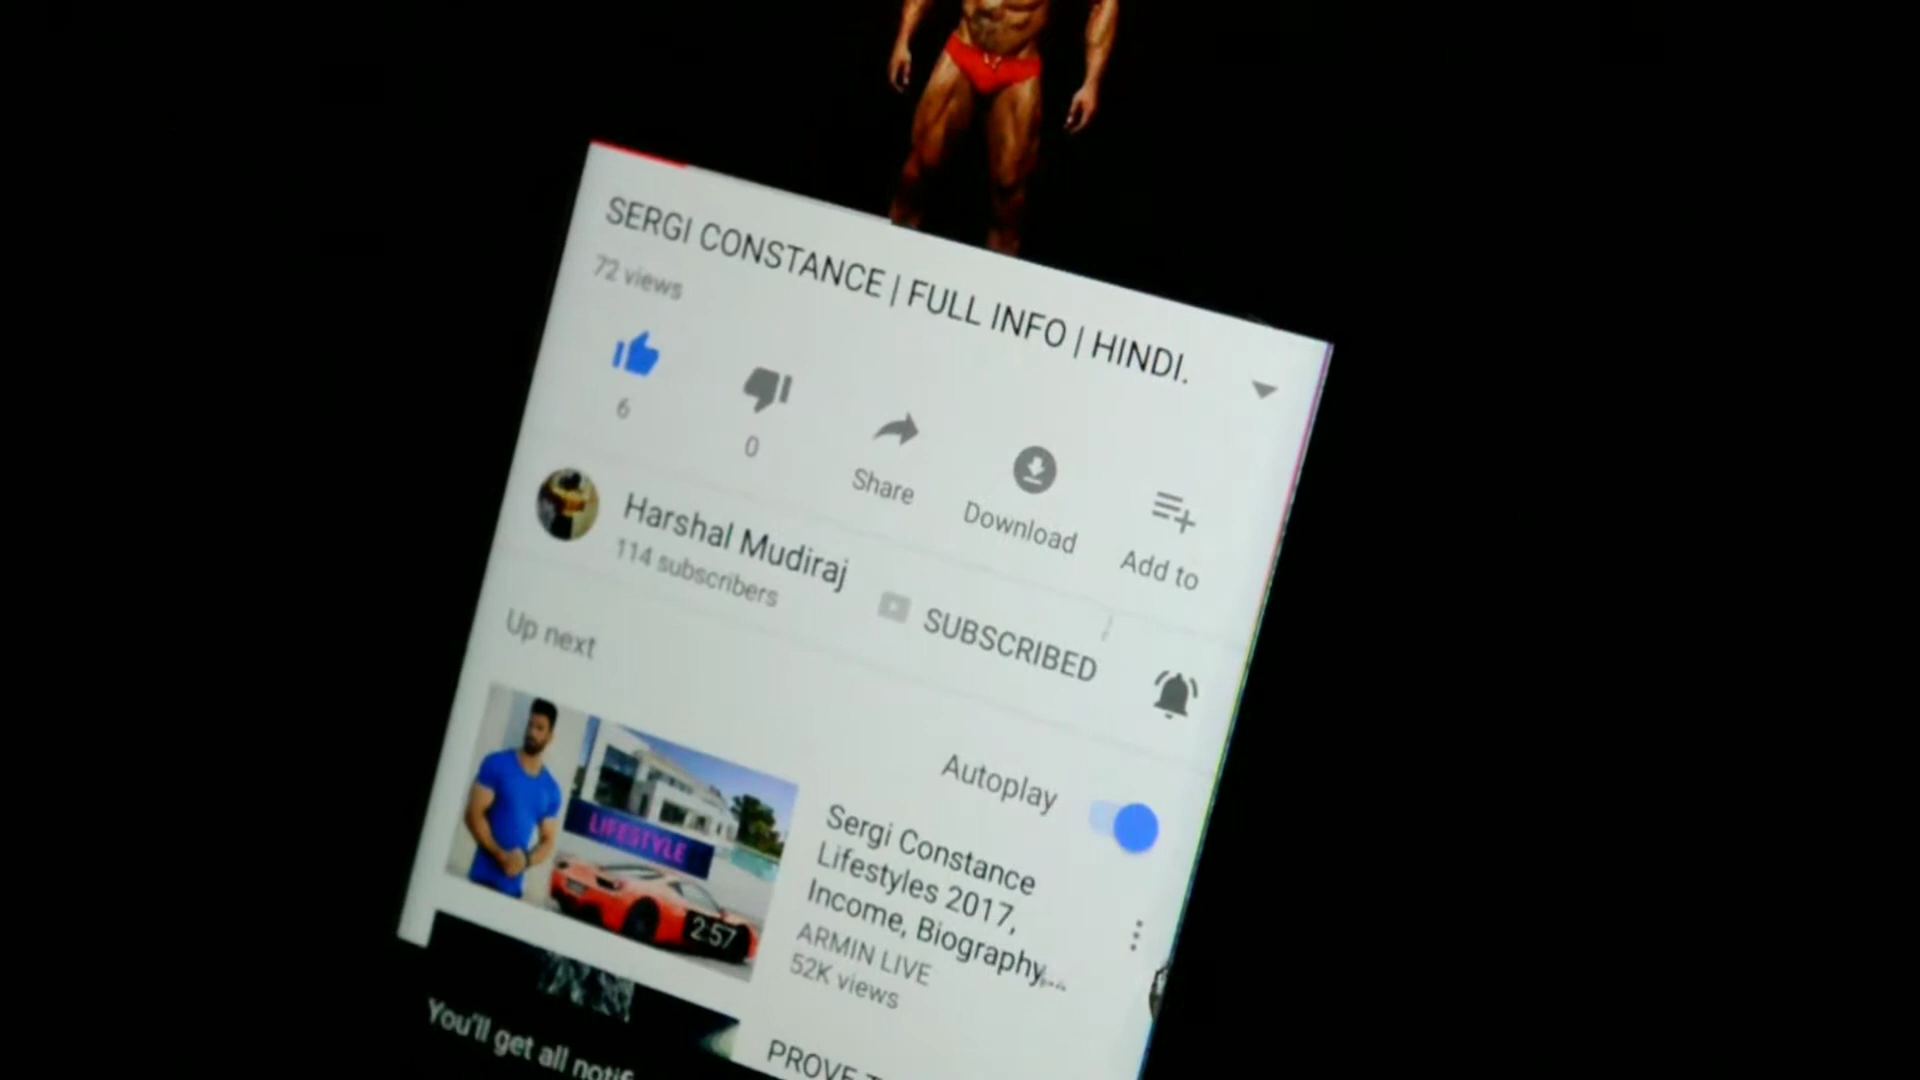 SERGI CONSTANCE | FULL INFO | HINDI.
72 views
6
0
Share
Download
Add to
Harshal Mudiraj
114 subscribers
SUBSCRIBED
Up next
Autoplay
LIFESTYLE
2:57
Sergi Constance
Lifestyles 2017,
Income, Biography,...
ARMIN LIVE
52K views
You'll get all notif
PROVE T